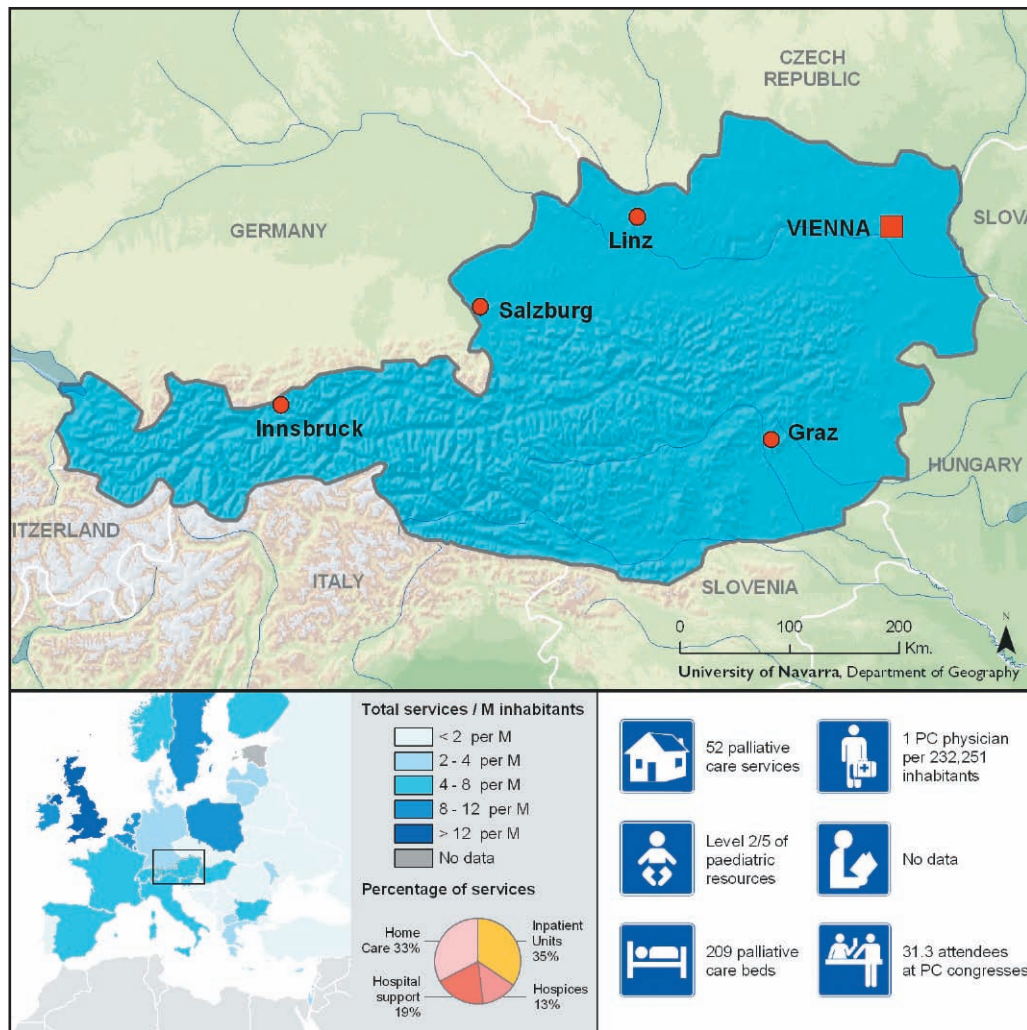 CZECH
REPUBLIC
GERMANY
Linz
VIENNA
SLOVA
Salzburg
Innsbruck
Graz
HUNGARY
ITZERLAND
ITALY
SLOVENIA
N
0 100 200
Km.
University of Navarra, Department of Geography
Total services / M inhabitants
< 2 per M
2 - 4 per M
4 - 8 per M
8 - 12 per M
> 12 per M
No data
Percentage of services
Home
Care 33%
Inpatient
Units
35%
Hospital
support
19%
Hospices
13%
52 palliative
care services
1 PC physician
per 232,251
inhabitants
Level 2/5 of
paediatric
resources
No data
209 palliative
care beds
31.3 attendees
at PC congresses